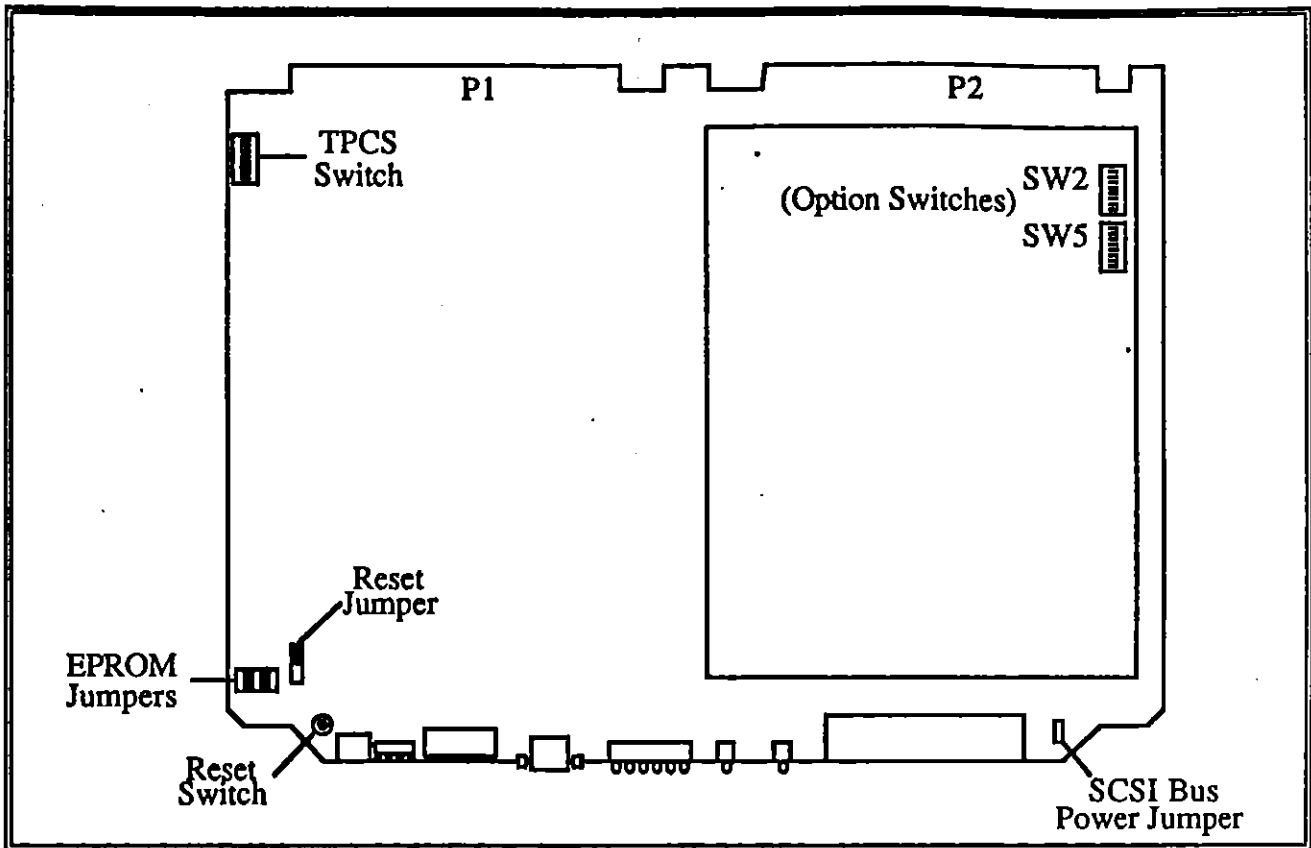 P1
P2
TPCS
Switch
(Option Switches)
SW2
SW5
Reset
Jumper
EPROM
Jumpers
Reset
Switch
SCSI Bus
Power Jumper